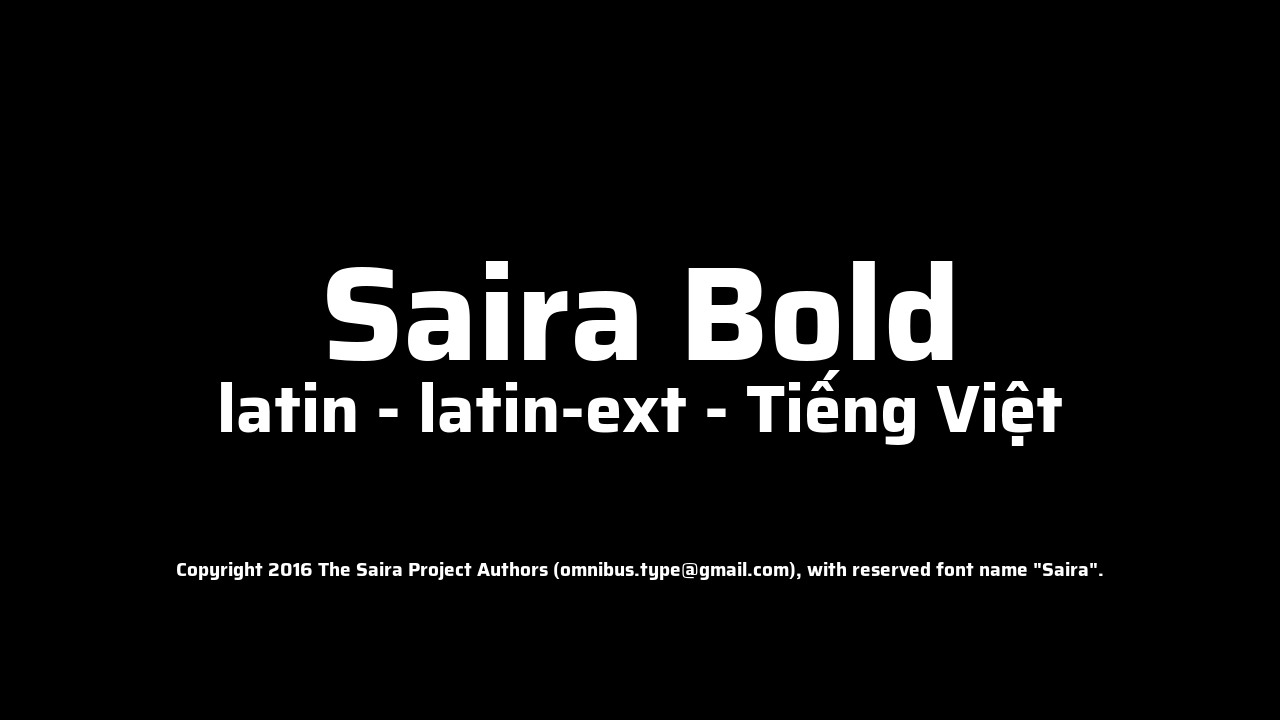 Saira Bold
latin - latin-ext - Tiếng Việt
Copyright 2016 The Saira Project Authors (omnibus.type@gmail.com), with reserved font name "Saira".